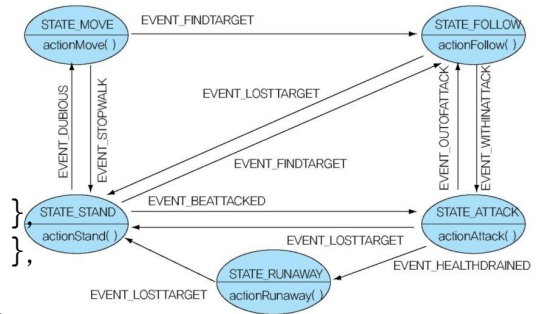 STATE_MOVE
actionMove( )
EVENT_FINDTARGET
STATE_FOLLOW
actionFollow( )
EVENT_DUBIOUS
EVENT_STOPWALK
EVENT_LOSTTARGET
EVENT_FINDTARGET
EVENT_OUTOFATTACK
EVENT_WITHINATTACK
},
STATE_STAND
actionStand( )
},
EVENT_BEATTACKED
EVENT_LOSTTARGET
STATE_ATTACK
actionAttack( )
EVENT_HEALTHDRAINED
STATE_RUNAWAY
actionRunaway( )
EVENT_LOSTTARGET